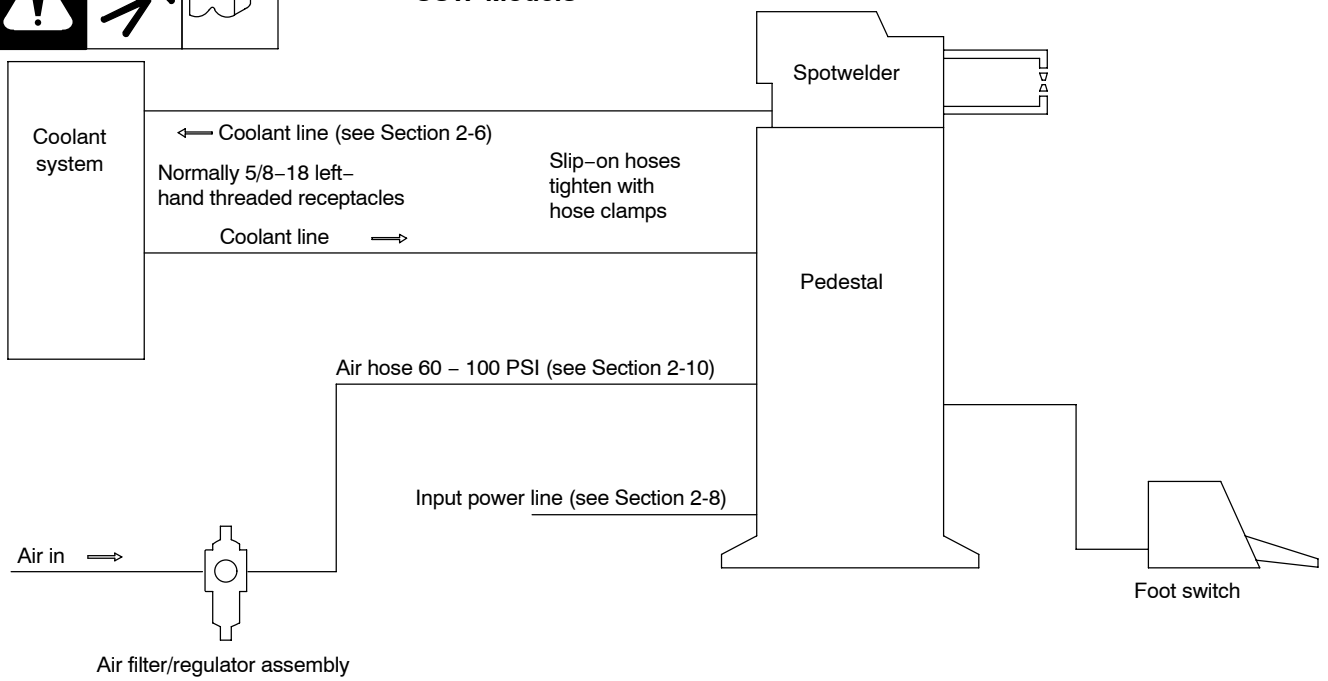 Spotwelder
Coolant
system
Coolant line (see Section 2-6)
Normally 5/8–18 left–
hand threaded receptacles
Slip–on hoses
tighten with
hose clamps
Coolant line
Pedestal
Air hose 60 – 100 PSI (see Section 2-10)
Input power line (see Section 2-8)
Air in
Foot switch
Air filter/regulator assembly